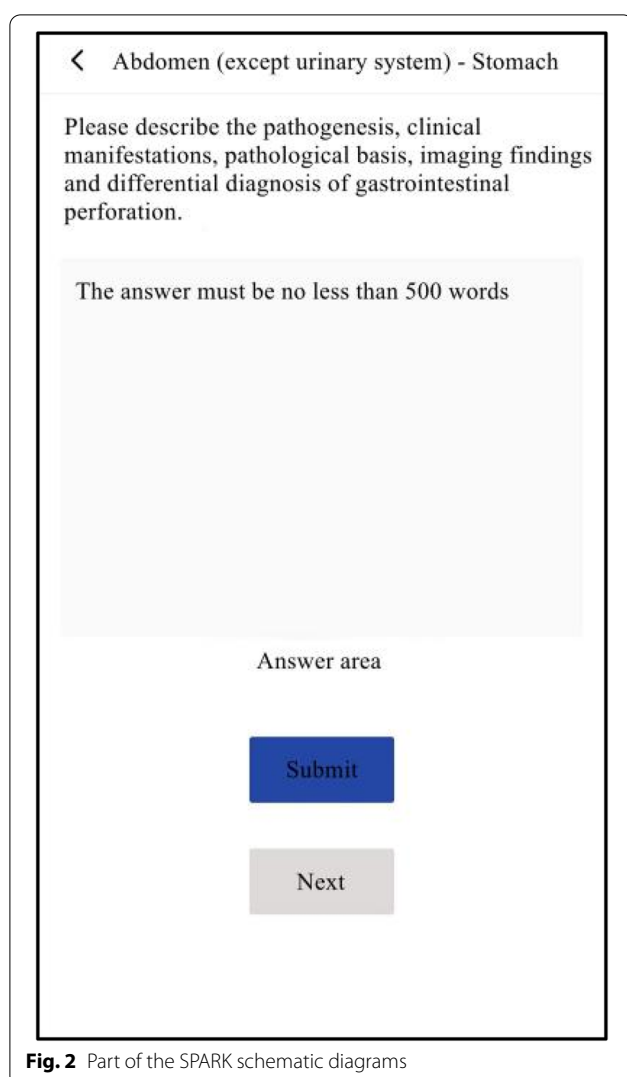 Abdomen (except urinary system) - Stomach
Please describe the pathogenesis, clinical
manifestations, pathological basis, imaging findings
and differential diagnosis of gastrointestinal
perforation.
The answer must be no less than 500 words
Answer area
Submit
Next
Fig. 2 Part of the SPARK schematic diagrams